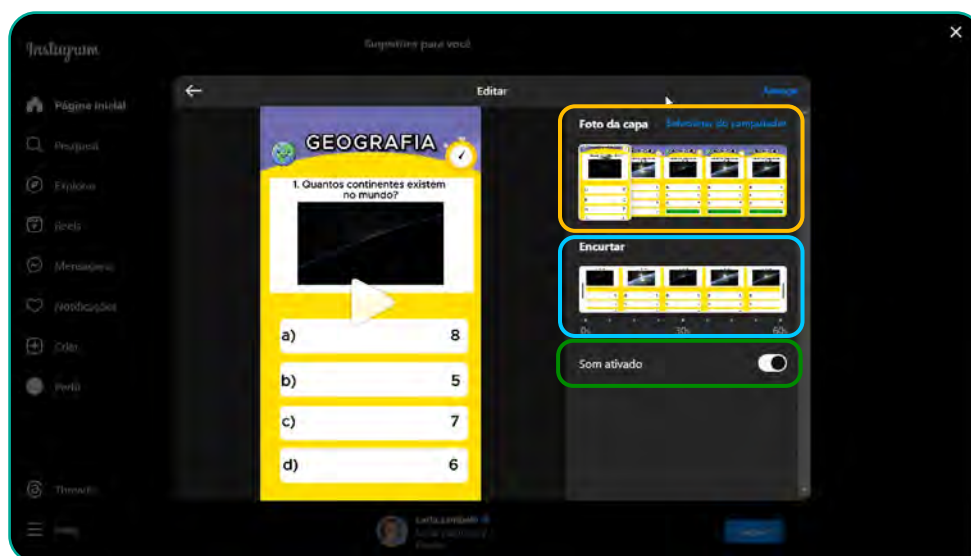 Instagram
Sugestões para você
Página inicial
Pesquisa
Explorar
Reels
Mensagens
Notificações
Criar
Perfil
Threads
Editar
Avançar
GEOGRAFIA
1. Quantos continentes existem
no mundo?
a) 8
b) 5
c) 7
d) 6
Foto da capa Selecionar do computador
Encurtar
0s 30s 60s
Som ativado